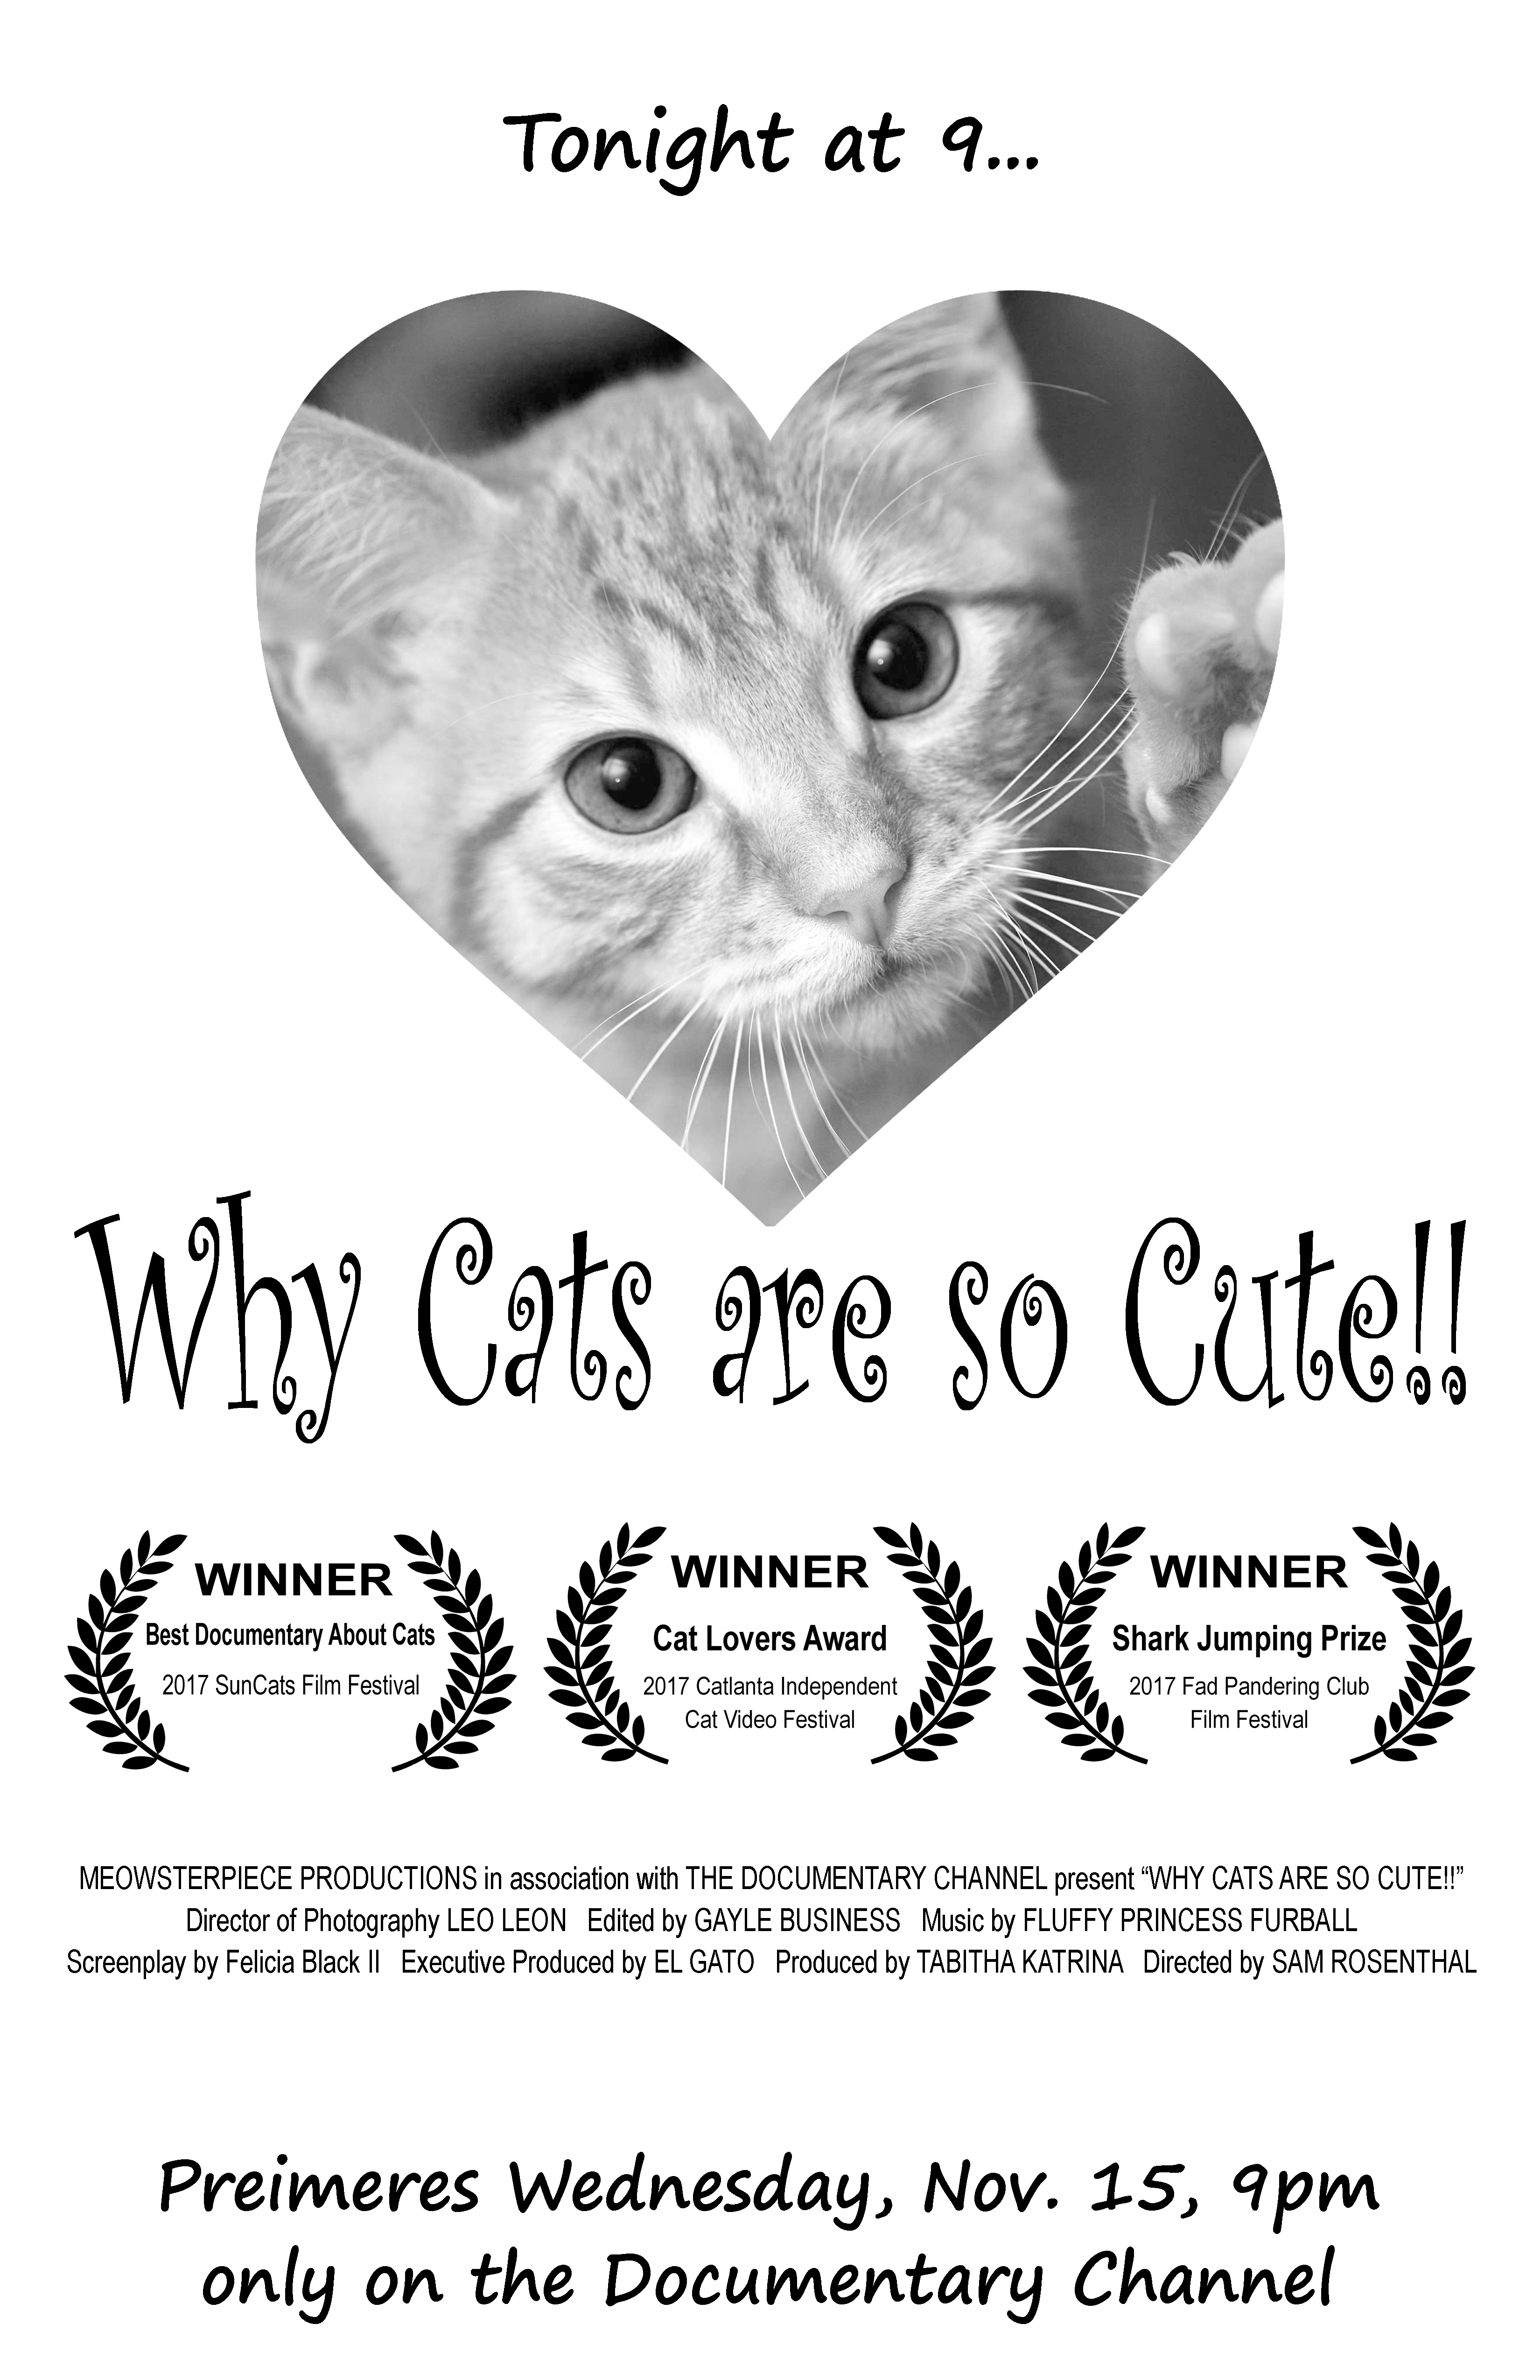 Tonight at 9...
Why Cats are so Cute!!
WINNER
Best Documentary About Cats
2017 SunCats Film Festival
WINNER
Cat Lovers Award
2017 Catlanta Independent
Cat Video Festival
WINNER
Shark Jumping Prize
2017 Fad Pandering Club
Film Festival
MEOWSTERPIECE PRODUCTIONS in association with THE DOCUMENTARY CHANNEL present “WHY CATS ARE SO CUTE!!”
Director of Photography LEO LEON Edited by GAYLE BUSINESS Music by FLUFFY PRINCESS FURBALL
Screenplay by Felicia Black II Executive Produced by EL GATO Produced by TABITHA KATRINA Directed by SAM ROSENTHAL
Preimeres Wednesday, Nov. 15, 9pm
only on the Documentary Channel